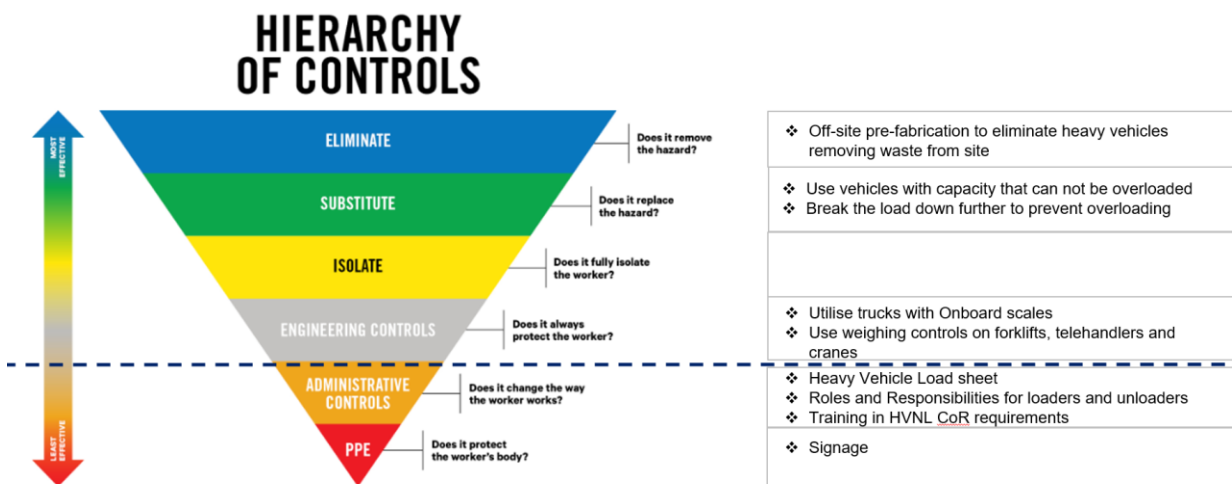 HIERARCHY
OF CONTROLS
MOST
EFFECTIVE
LEAST
EFFECTIVE
ELIMINATE
Does it remove
the hazard?
❖ Off-site pre-fabrication to eliminate heavy vehicles
removing waste from site
SUBSTITUTE
Does it replace
the hazard?
❖ Use vehicles with capacity that can not be overloaded
❖ Break the load down further to prevent overloading
ISOLATE
Does it fully isolate
the worker?
ENGINEERING CONTROLS
Does it always
protect the worker?
❖ Utilise trucks with Onboard scales
❖ Use weighing controls on forklifts, telehandlers and
cranes
ADMINISTRATIVE
CONTROLS
Does it change the way
the worker works?
❖ Heavy Vehicle Load sheet
❖ Roles and Responsibilities for loaders and unloaders
❖ Training in HVNL CoR requirements
PPE
Does it protect
the worker's body?
❖ Signage